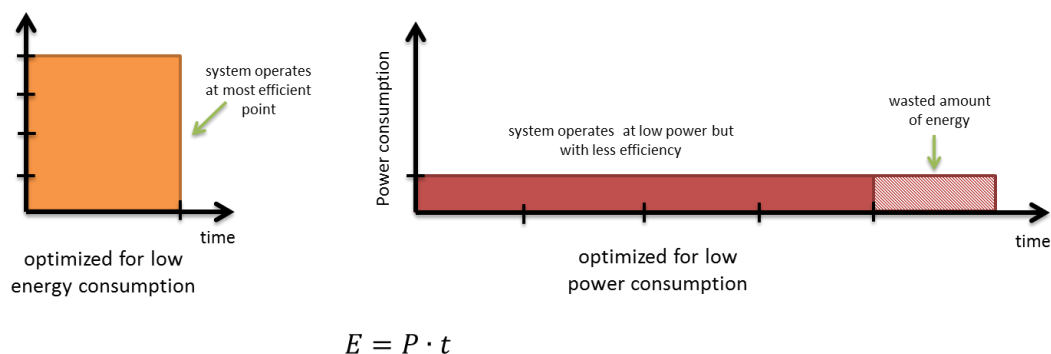 system operates
at most efficient
point
time
optimized for low
energy consumption
Power consumption
system operates at low power but
with less efficiency
wasted amount
of energy
time
optimized for low
power consumption
E = P · t